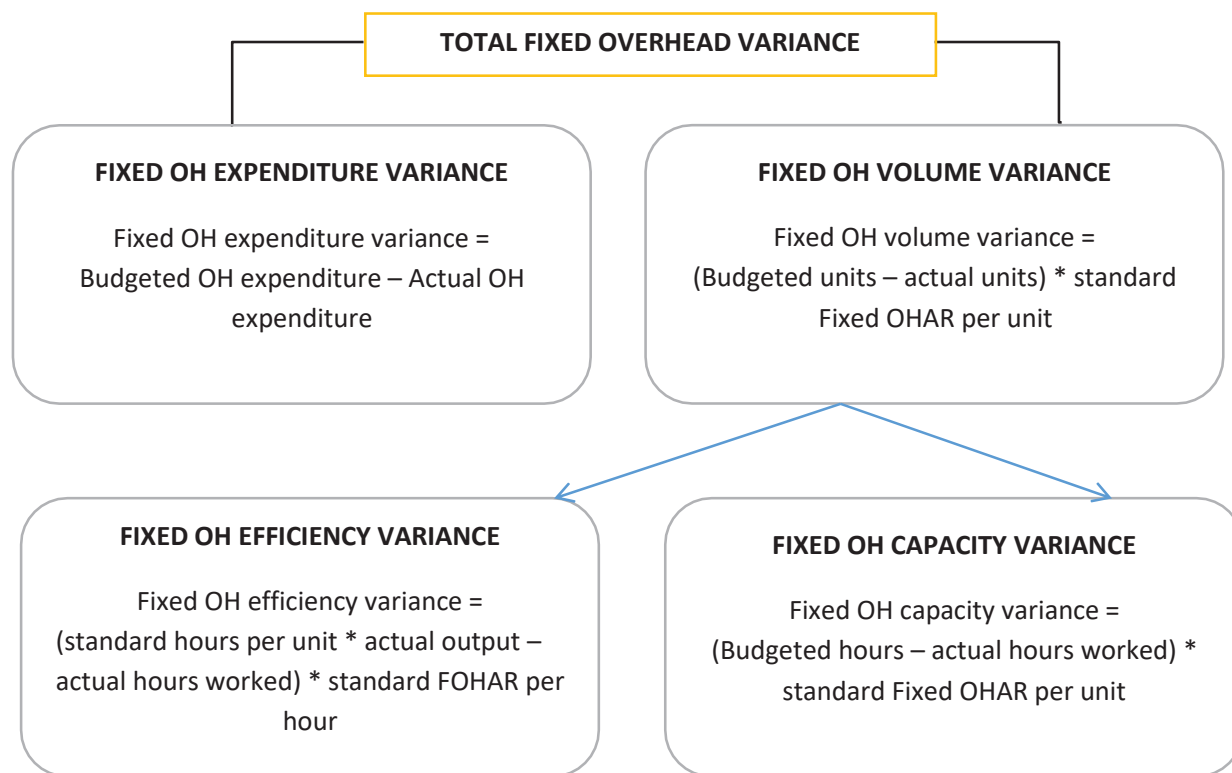 TOTAL FIXED OVERHEAD VARIANCE
FIXED OH EXPENDITURE VARIANCE
Fixed OH expenditure variance =
Budgeted OH expenditure – Actual OH
expenditure
FIXED OH VOLUME VARIANCE
Fixed OH volume variance =
(Budgeted units – actual units) * standard
Fixed OHAR per unit
FIXED OH EFFICIENCY VARIANCE
Fixed OH efficiency variance =
(standard hours per unit * actual output –
actual hours worked) * standard FOHAR per
hour
FIXED OH CAPACITY VARIANCE
Fixed OH capacity variance =
(Budgeted hours – actual hours worked) *
standard Fixed OHAR per unit